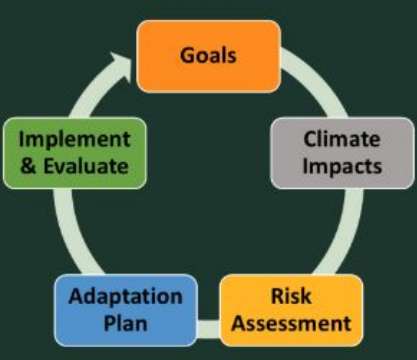 Goals
Climate
Impacts
Risk
Assessment
Adaptation
Plan
Implement
& Evaluate